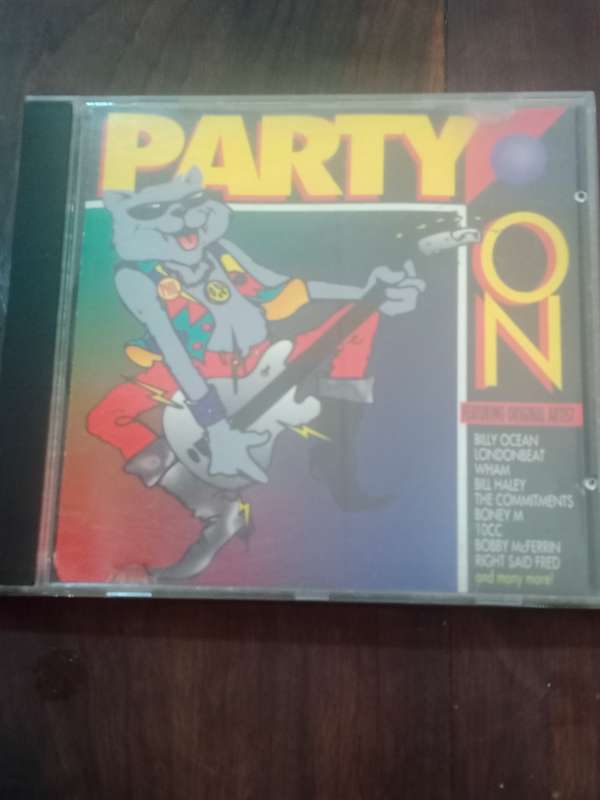 PARTY
ON
FEATURING ORIGINAL ARTIST
BILLY OCEAN
LONDONBEAT
WHAM
BILL HALEY
THE COMMITMENTS
BONEY M
10CC
BOBBY McFERRIN
RIGHT SAID FRED
and many more!